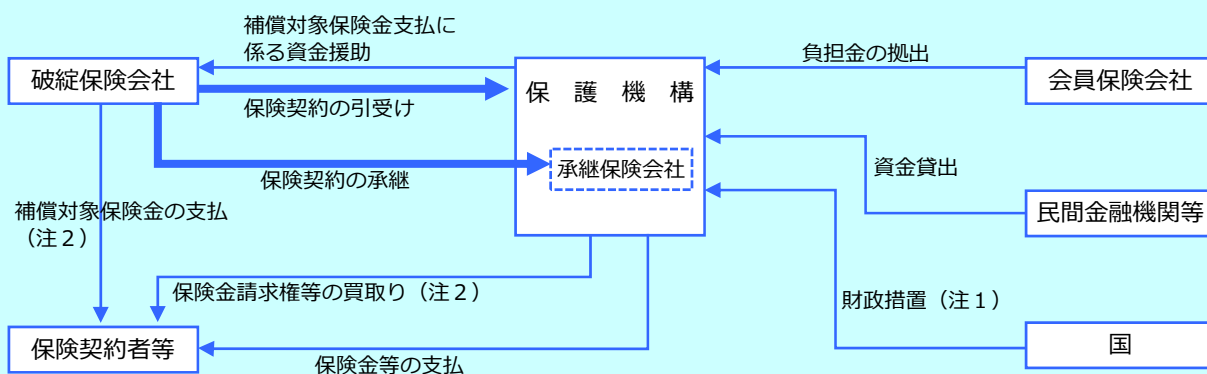 補償対象保険金支払に
係る資金援助
負担金の拠出
破綻保険会社
保護機構
会員保険会社
保険契約の引受け
承継保険会社
資金貸出
保険契約の承継
補償対象保険金の支払
（注２）
民間金融機関等
保険金請求権等の買取り（注２）
財政措置（注１）
保険契約者等
国
保険金等の支払